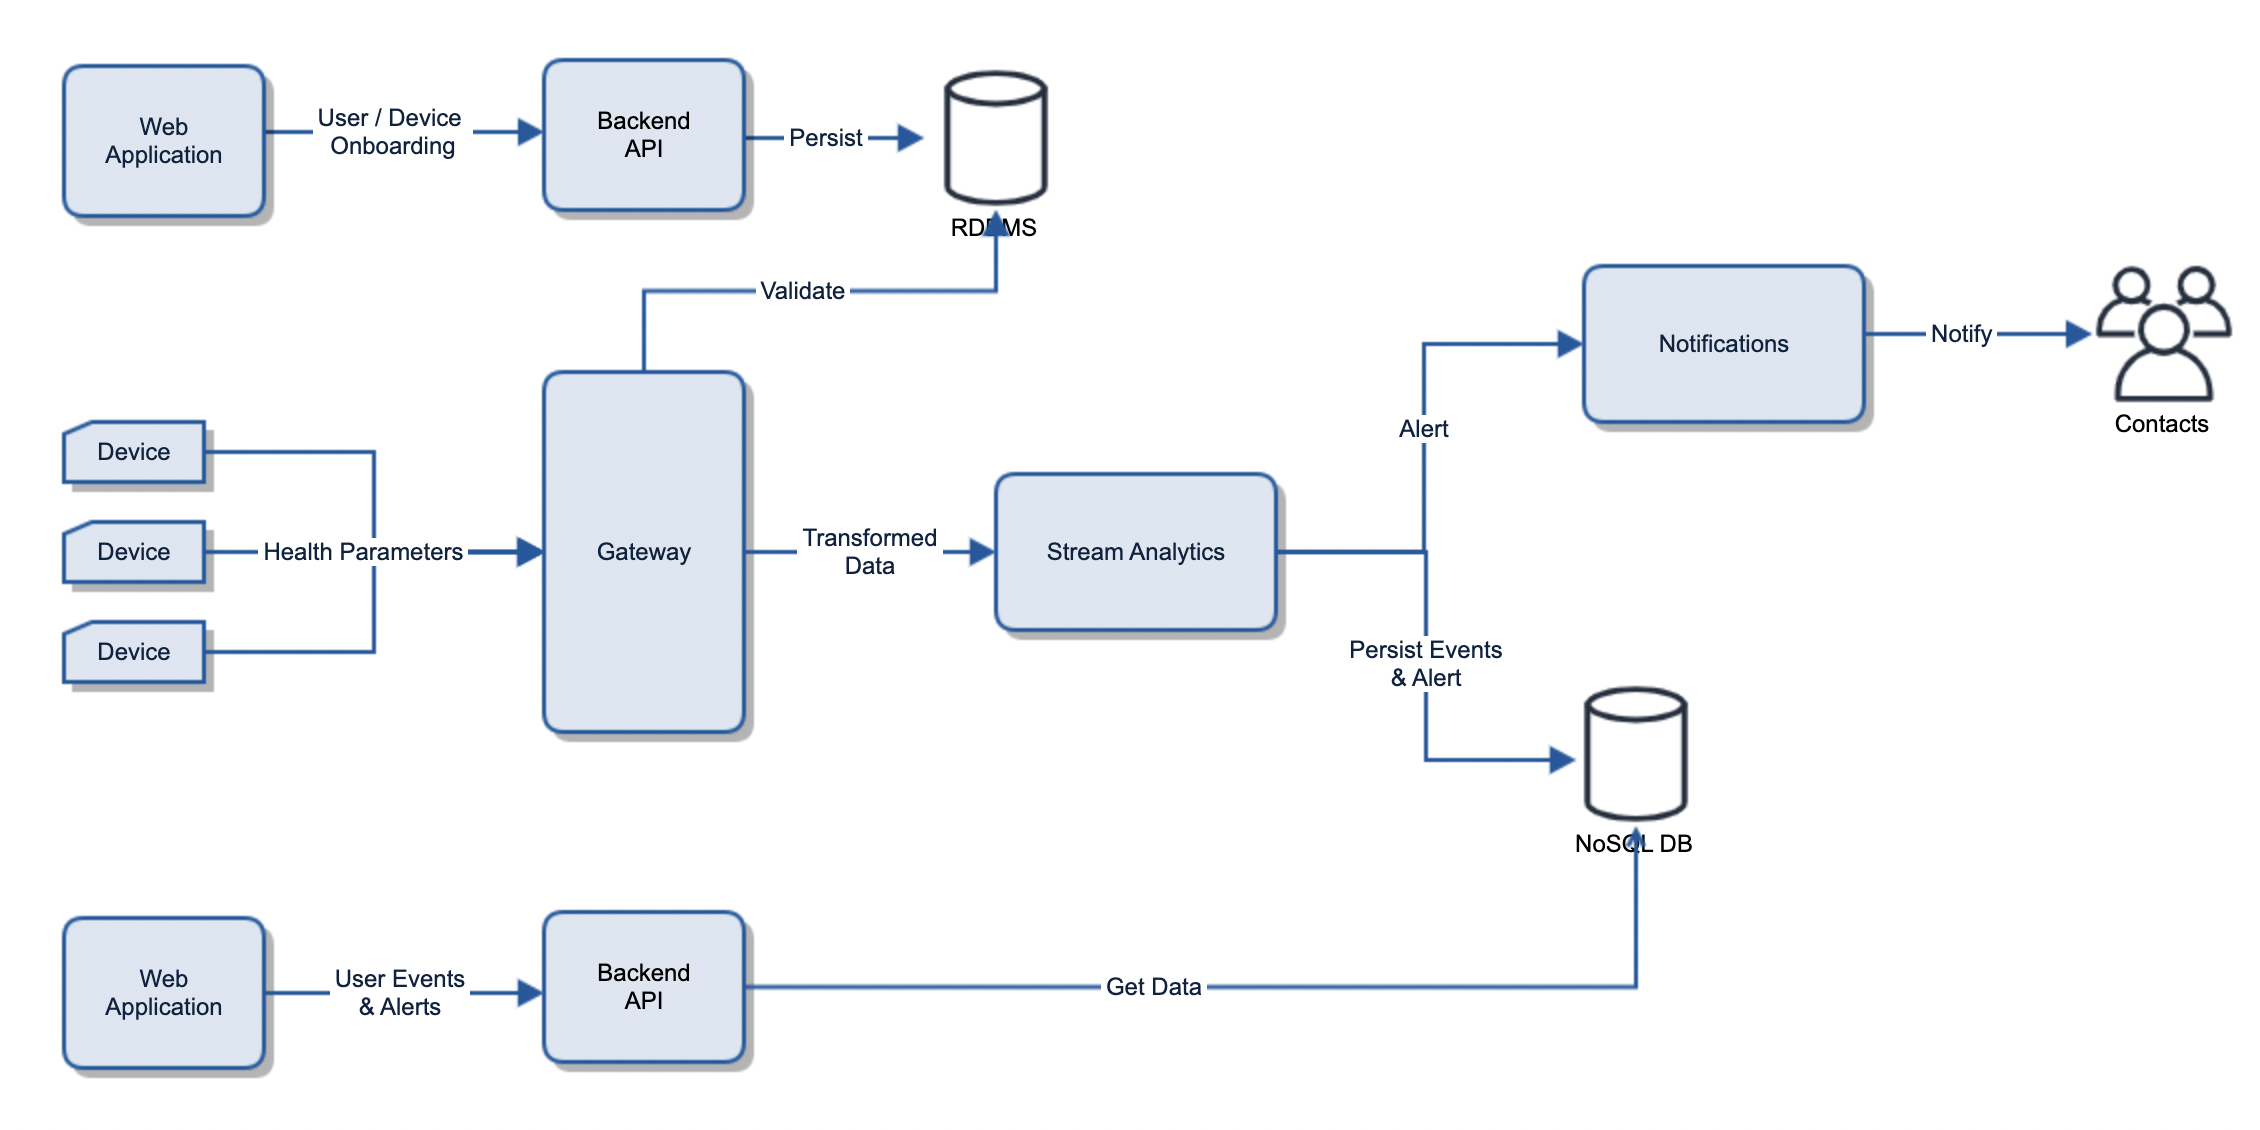 Web
Application
User / Device
Onboarding
Backend
API
Persist
RDBMS
Validate
Notifications
Notify
Contacts
Alert
Device
Device
Device
Health Parameters
Gateway
Transformed
Data
Stream Analytics
Persist Events
& Alert
NoSQL DB
Web
Application
User Events
& Alerts
Backend
API
Get Data